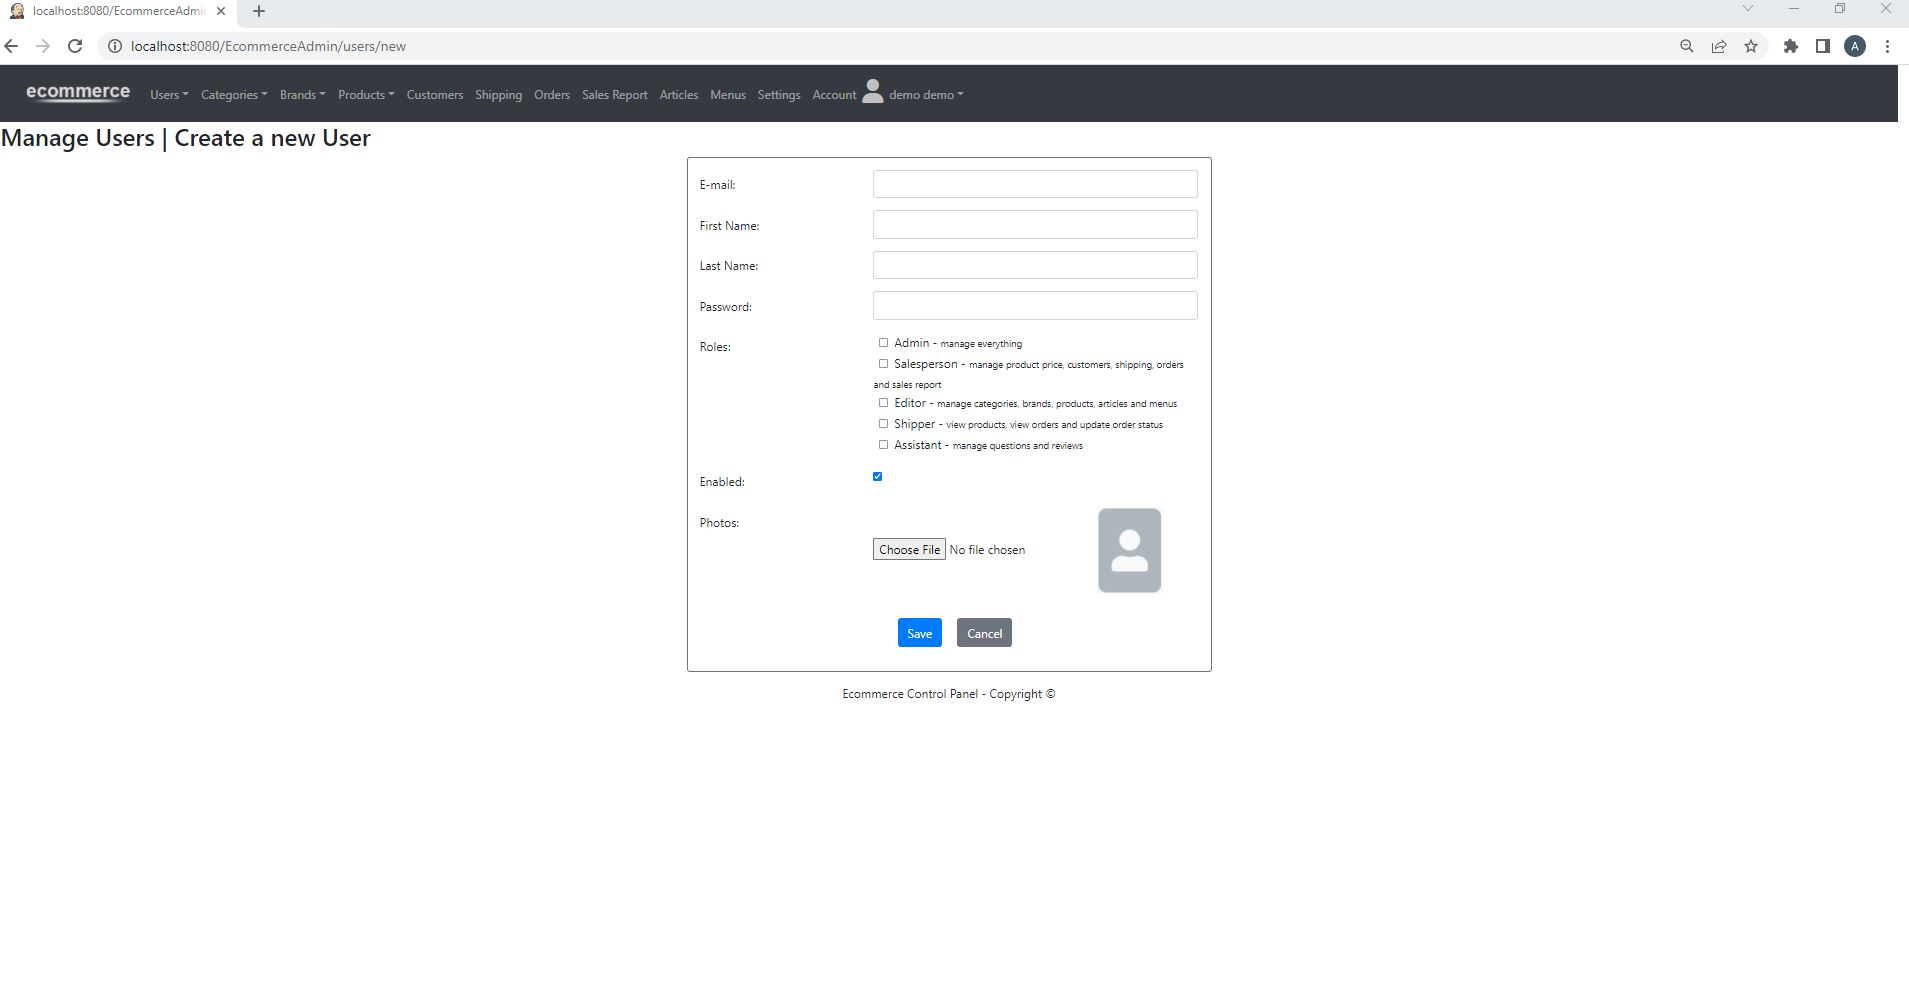 localhost:8080/EcommerceAdmin
localhost:8080/EcommerceAdmin/users/new
A
ecommerce Users Categories Brands Products Customers Shipping Orders Sales Report Articles Menus Settings Account demo demo
Manage Users | Create a new User
E-mail:
First Name:
Last Name:
Password:
Roles:
Admin - manage everything
Salesperson - manage product price, customers, shipping, orders
and sales report
Editor - manage categories, brands, products, articles and menus
Shipper - view products, view orders and update order status
Assistant - manage questions and reviews
Enabled:
Photos:
Choose File No file chosen
Save Cancel
Ecommerce Control Panel - Copyright ©